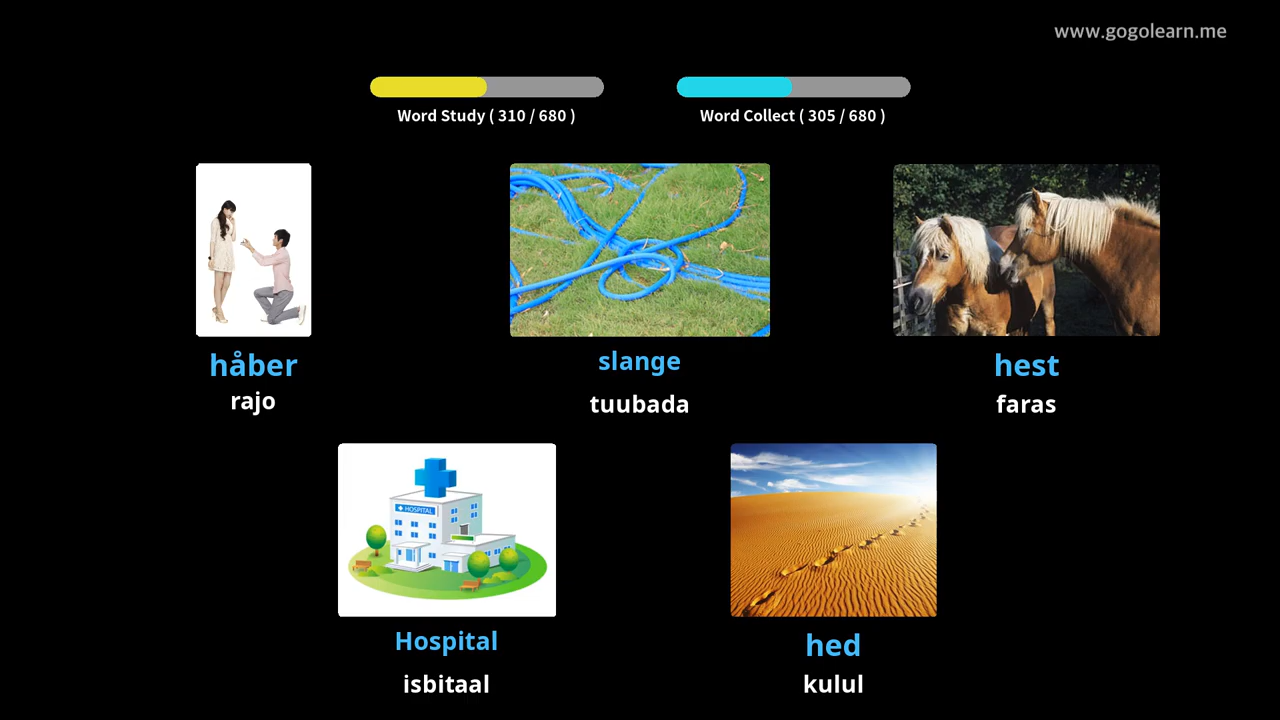 www.gogolearn.me
Word Study ( 310 / 680 )
Word Collect ( 305 / 680 )
håber
rajo
slange
tuubada
hest
faras
HOSPITAL
Hospital
isbitaal
hed
kulul